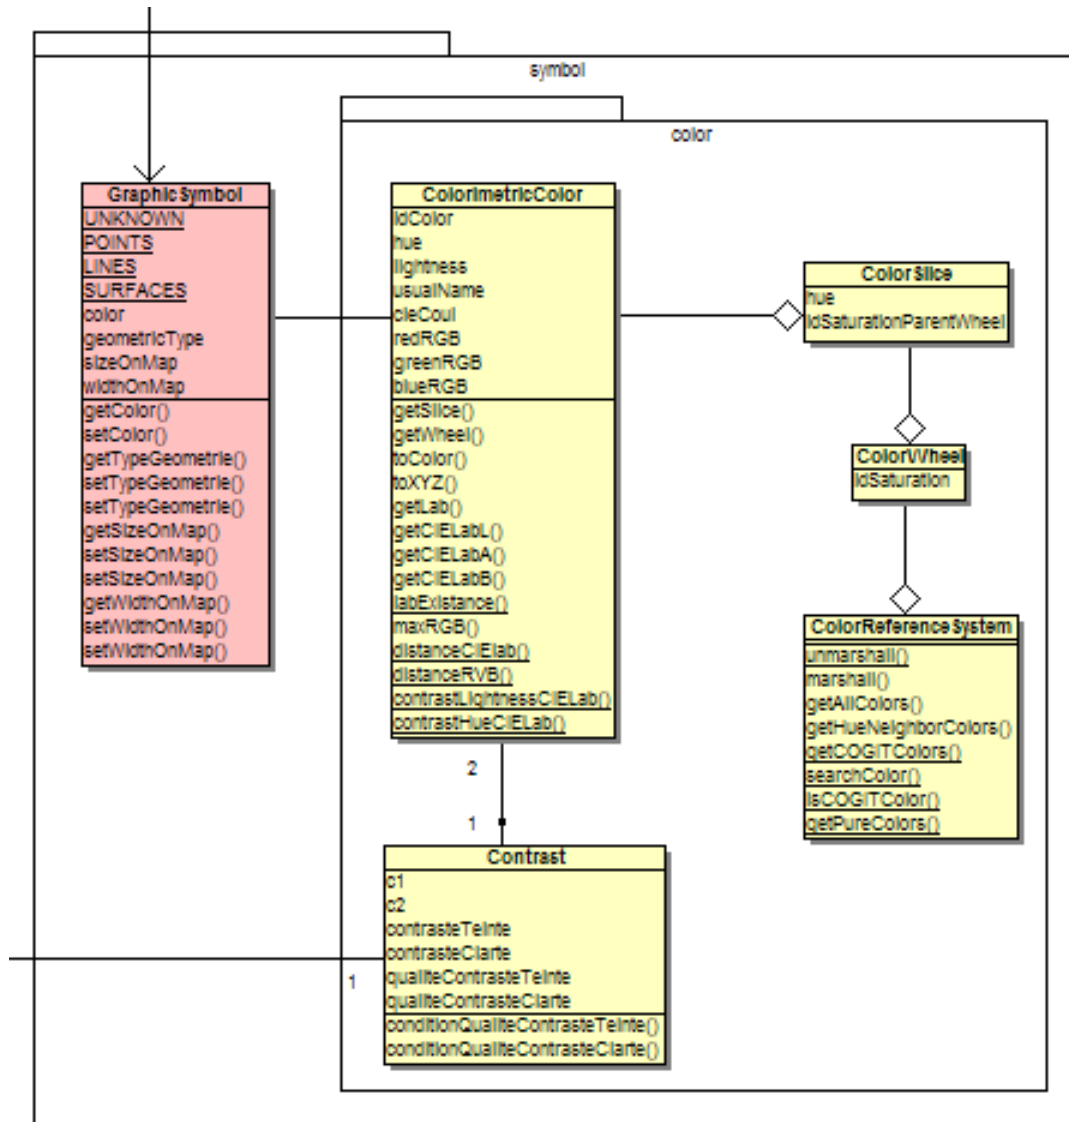 symbol
color
GraphicSymbol
UNKNOWN
POINTS
LINES
SURFACES
color
geometricType
sizeOnMap
widthOnMap
getColor()
setColor()
getTypeGeometrie()
setTypeGeometrie()
setTypeGeometrie()
getSizeOnMap()
setSizeOnMap()
setSizeOnMap()
getWidthOnMap()
setWidthOnMap()
setWidthOnMap()
ColorimetricColor
idColor
hue
lightness
usualName
cleCoul
redRGB
greenRGB
blueRGB
getSlice()
getWheel()
toColor()
toXYZ()
getLab()
getCIELabL()
getCIELabA()
getCIELabB()
labExistance()
maxRGB()
distanceCIElab()
distanceRVB()
contrastLightnessCIELab()
contrastHueCIELab()
ColorSlice
hue
idSaturationParentWheel
ColorWheel
idSaturation
ColorReferenceSystem
unmarshall()
marshall()
getAllColors()
getHueNeighborColors()
getCOGITColors()
searchColor()
isCOGITColor()
getPureColors()
2
1
Contrast
c1
c2
contrasteTeinte
contrasteClarte
qualiteContrasteTeinte
qualiteContrasteClarte
conditionQualiteContrasteTeinte()
conditionQualiteContrasteClarte()
1